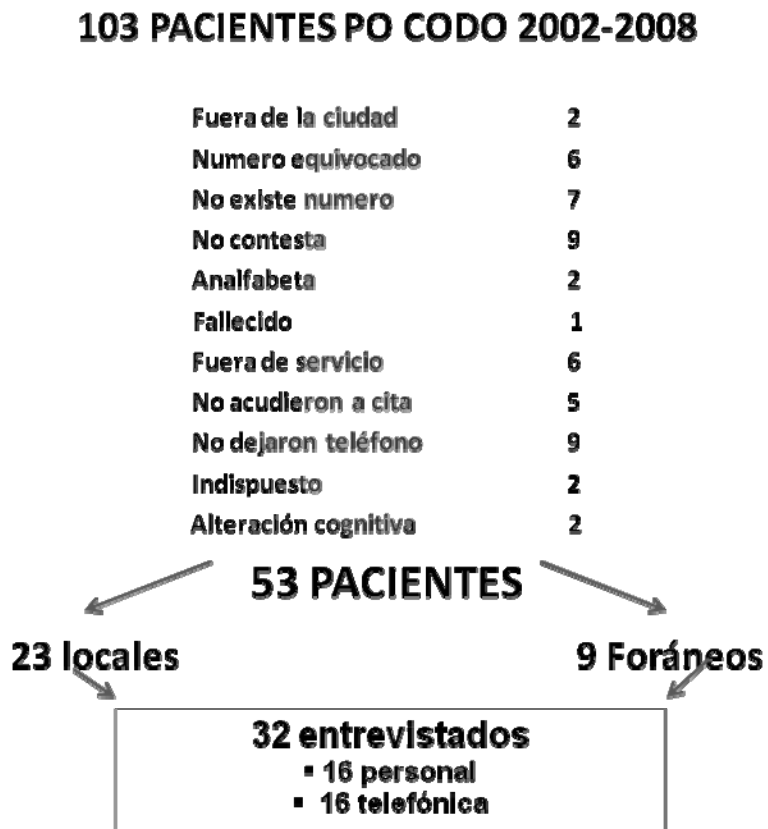 103 PACIENTES PO CODO 2002-2008
Fuera de la ciudad 2
Numero equivocado 6
No existe numero 7
No contesta 9
Analfabeta 2
Fallecido 1
Fuera de servicio 6
No acudieron a cita 5
No dejaron teléfono 9
Indispuesto 2
Alteración cognitiva 2
53 PACIENTES
23 locales 9 Foráneos
32 entrevistados
▪ 16 personal
▪ 16 telefónica